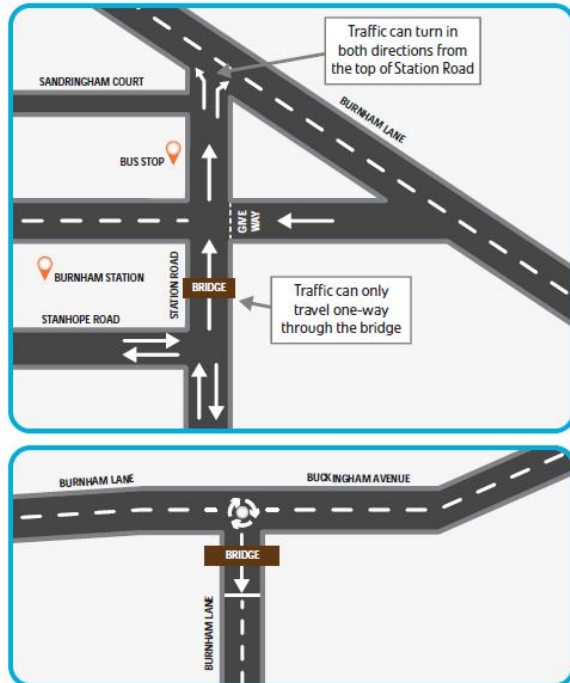 Traffic can turn in
both directions from
the top of Station Road
SANDRINGHAM COURT
BURNHAM LANE
BUS STOP
GIVE
WAY
BURNHAM STATION
STATION ROAD
BRIDGE
Traffic can only
travel one-way
through the bridge
STANHOPE ROAD
BURNHAM LANE
BUCKINGHAM AVENUE
BRIDGE
BURNHAM LANE